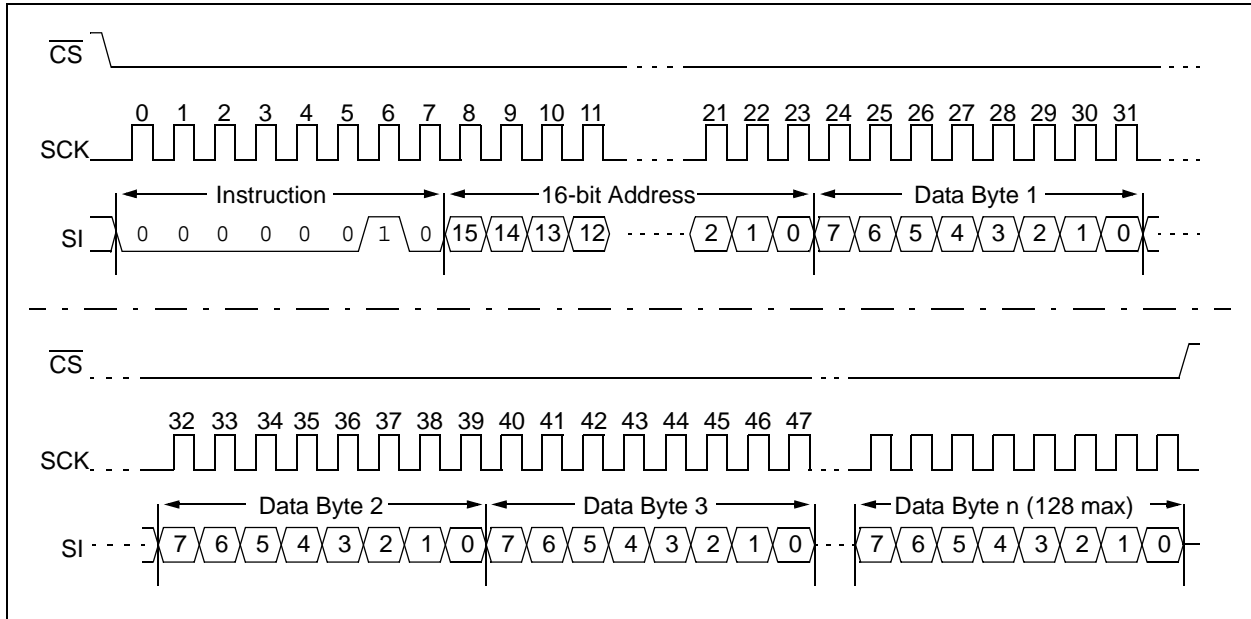 CS
0 1 2 3 4 5 6 7 8 9 10 11 21 22 23 24 25 26 27 28 29 30 31
SCK
Instruction 16-bit Address Data Byte 1
SI 0 0 0 0 0 0 1 0 15 14 13 12 2 1 0 7 6 5 4 3 2 1 0
CS
32 33 34 35 36 37 38 39 40 41 42 43 44 45 46 47
SCK
Data Byte 2 Data Byte 3 Data Byte n (128 max)
SI 7 6 5 4 3 2 1 0 7 6 5 4 3 2 1 0 7 6 5 4 3 2 1 0